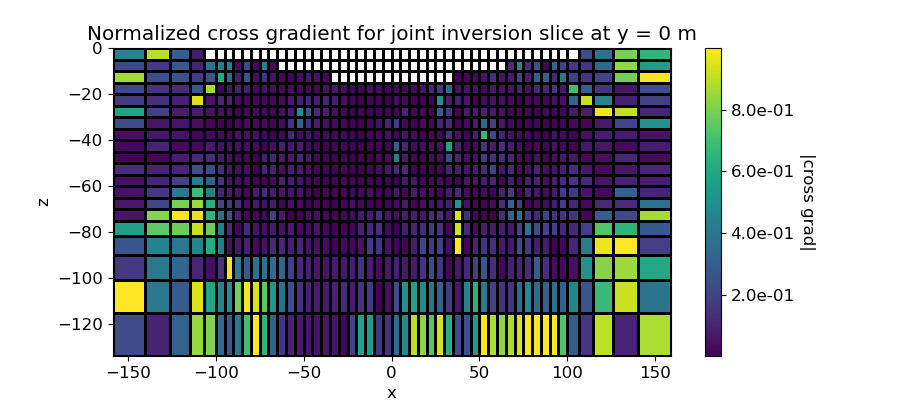 Normalized cross gradient for joint inversion slice at y = 0 m
0
−20
−40
−60
−80
−100
−120
z
−150
−100
−50
0
50
100
150
x
8.0e-01
6.0e-01
4.0e-01
2.0e-01
|cross grad|